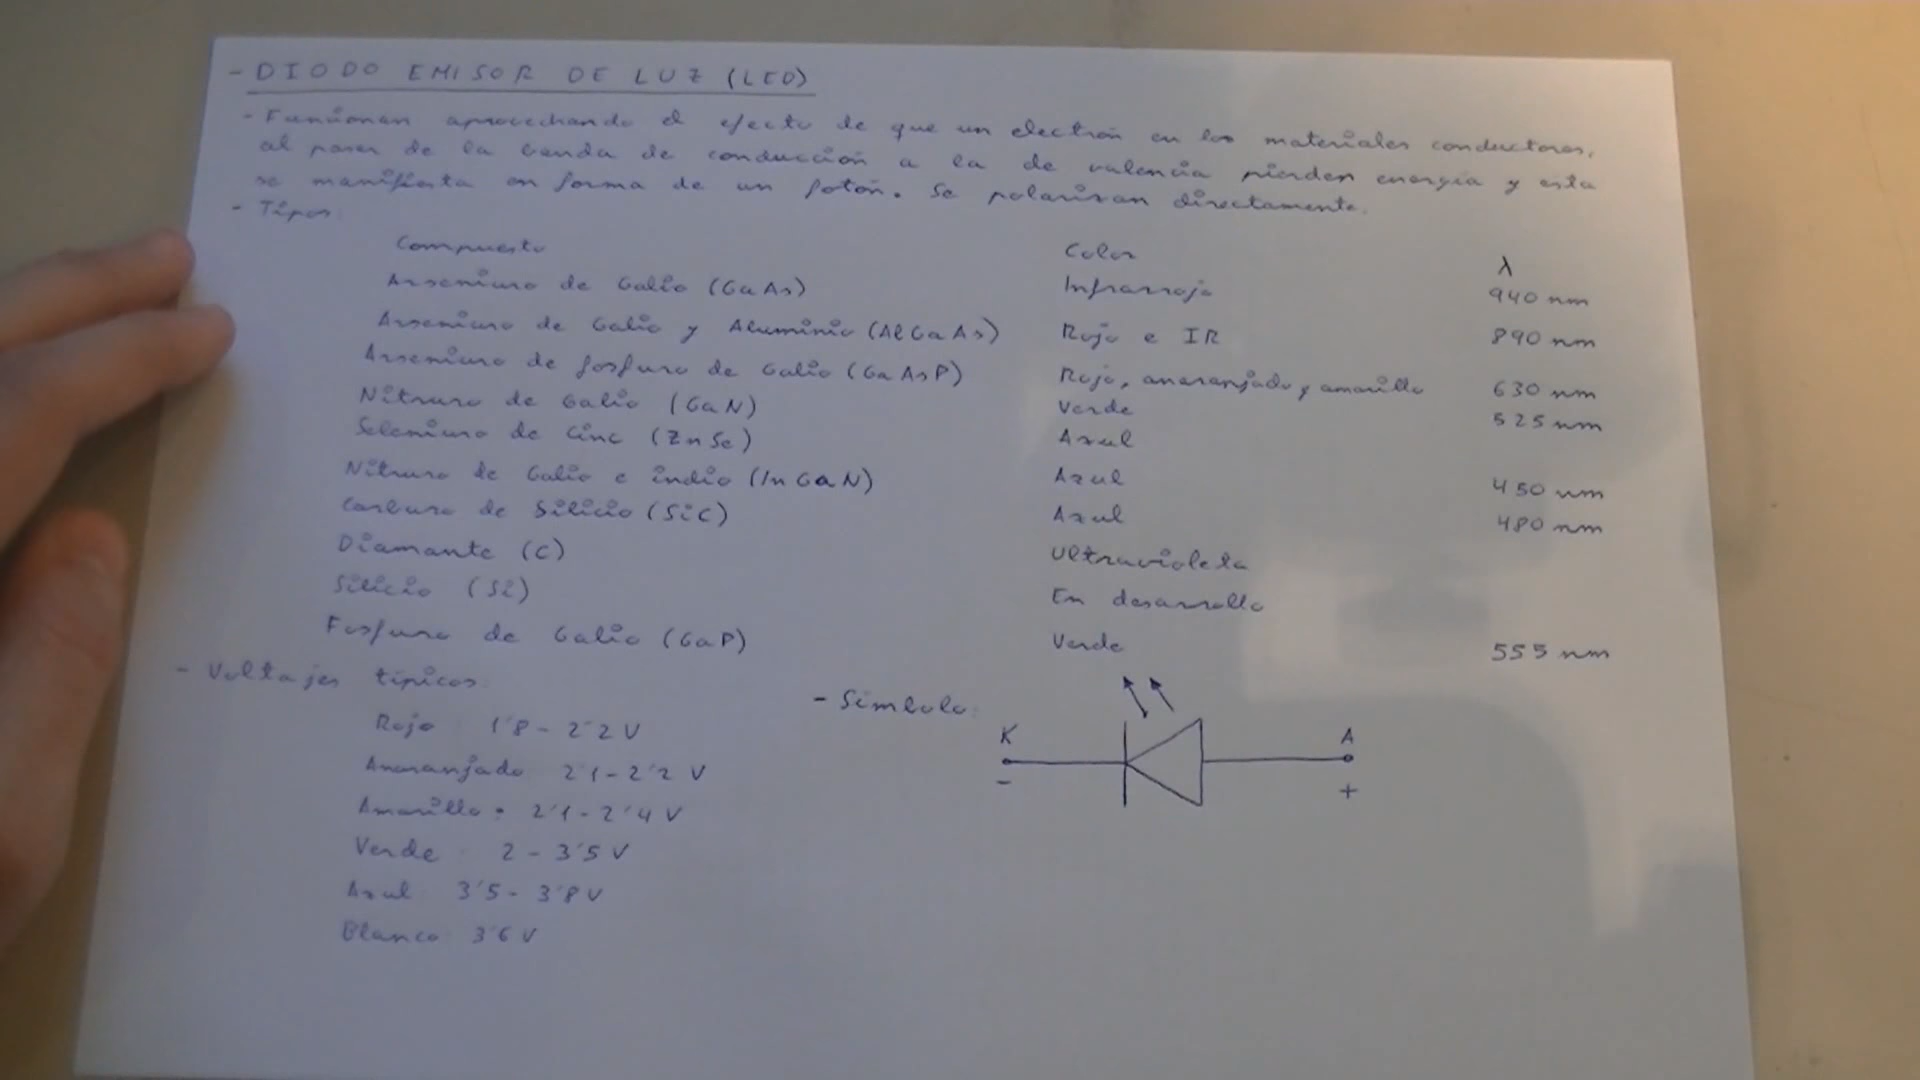 - DIODO EMISOR DE LUZ (LED)
- Funcionan aprovechando el efecto de que un electrón en los materiales conductores,
al pasar de la banda de conducción a la de valencia pierden energía y esta
se manifiesta en forma de un fotón. Se polarizan directamente.
- Tipos:
Compuesto Color λ
Arseniuro de Galio (GaAs) Infrarrojo 940 nm
Arseniuro de Galio y Aluminio (AlGaAs) Rojo e IR 890 nm
Arseniuro de fosfuro de Galio (GaAsP) Rojo, anaranjado y amarillo 630 nm
Nitruro de Galio (GaN) Verde 525 nm
Seleniuro de Cinc (ZnSe) Azul
Nitruro de Galio e indio (InGaN) Azul 450 nm
Carburo de Silicio (SiC) Azul 480 nm
Diamante (C) Ultravioleta
Silicio (Si) En desarrollo
Fosfuro de Galio (GaP) Verde 555 nm
- Voltajes típicos:
Rojo: 1'8 - 2'2 V
Anaranjado: 2'1 - 2'2 V
Amarillo: 2'1 - 2'4 V
Verde: 2 - 3'5 V
Azul: 3'5 - 3'8 V
Blanco: 3'6 V
- Símbolo:
K A
- +